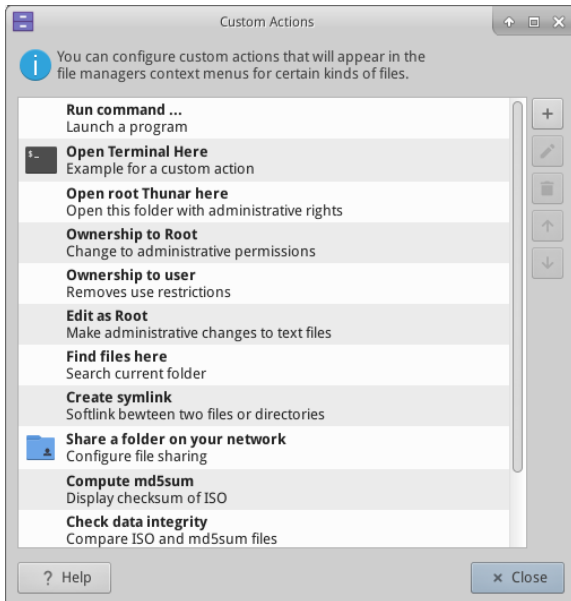 Custom Actions
You can configure custom actions that will appear in the
file managers context menus for certain kinds of files.
Run command ...
Launch a program
$_
Open Terminal Here
Example for a custom action
Open root Thunar here
Open this folder with administrative rights
Ownership to Root
Change to administrative permissions
Ownership to user
Removes use restrictions
Edit as Root
Make administrative changes to text files
Find files here
Search current folder
Create symlink
Softlink bewteen two files or directories
Share a folder on your network
Configure file sharing
Compute md5sum
Display checksum of ISO
Check data integrity
Compare ISO and md5sum files
? Help
× Close